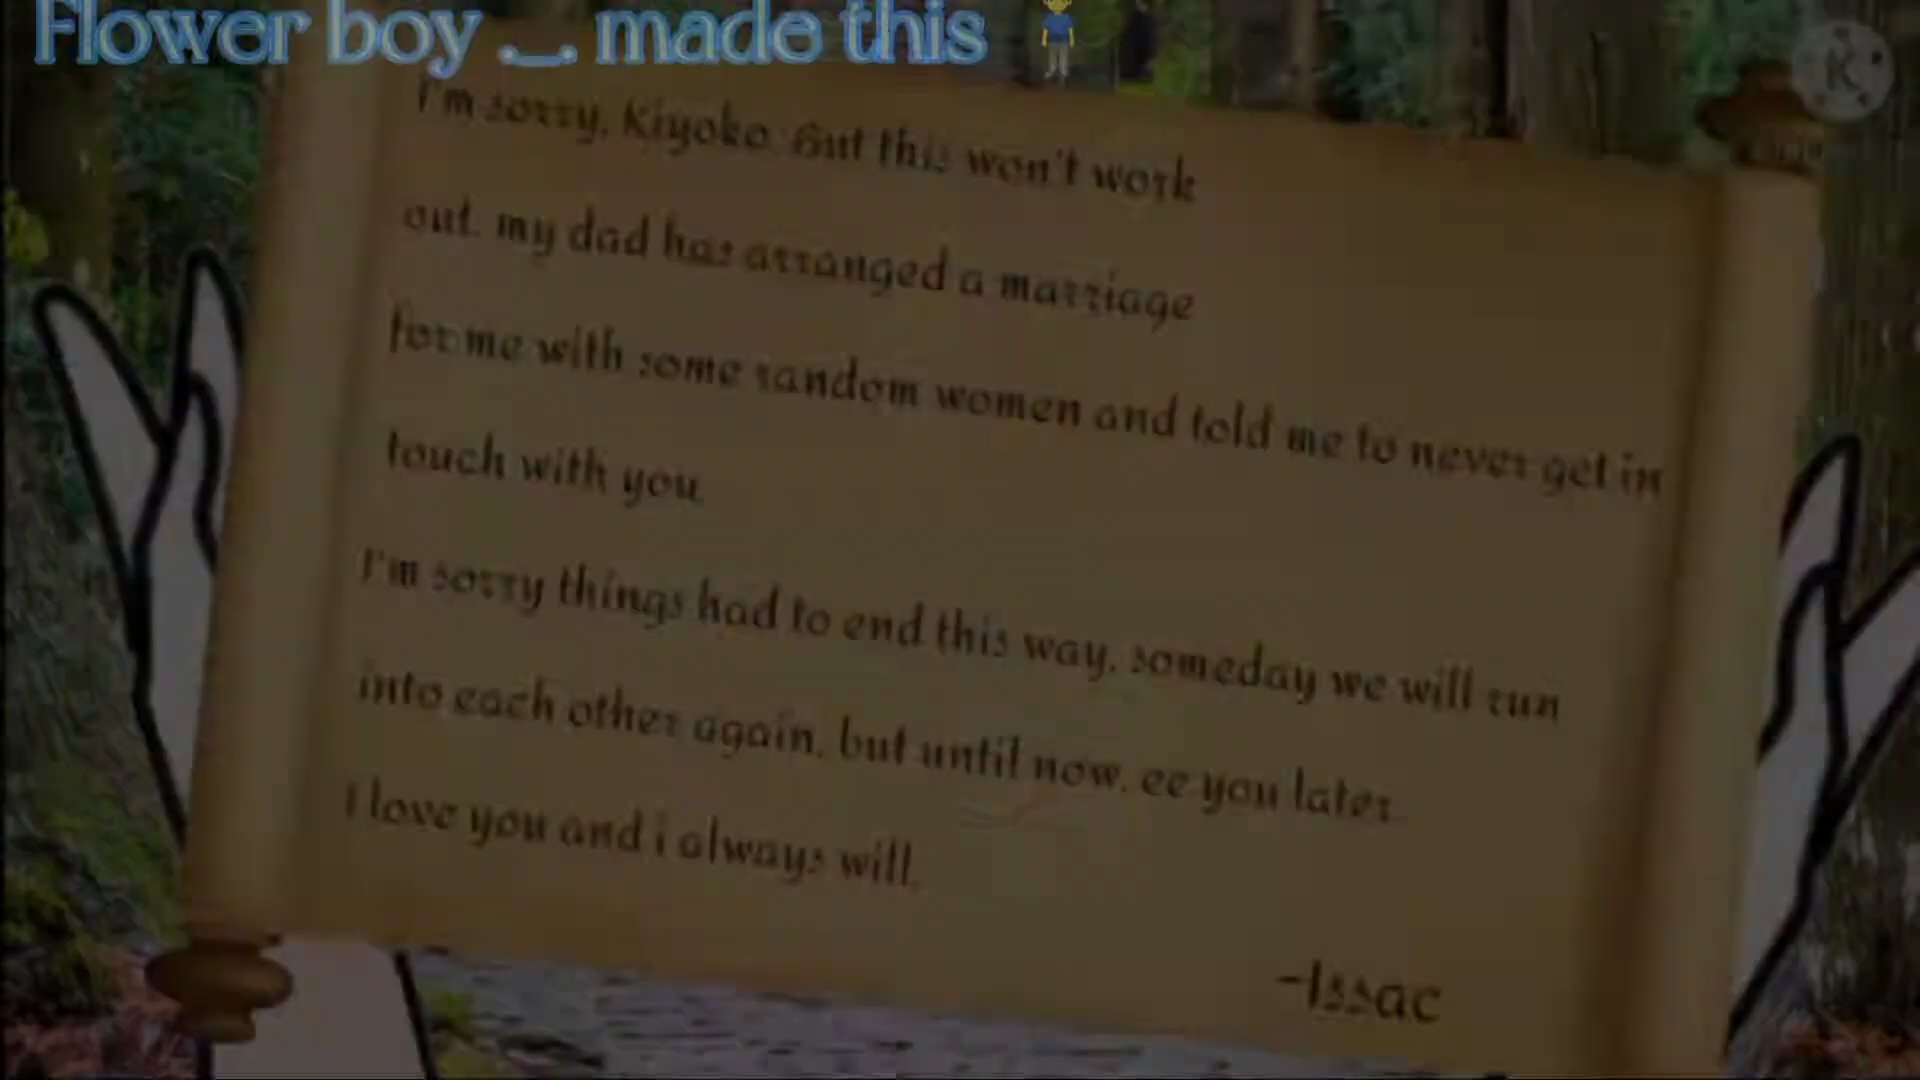 Flower boy ._. made this 🧍
K
I'm sorry, Kiyoko. But this won't work
out. my dad has arranged a marriage
for me with some random women and told me to never get in
touch with you.
I'm sorry things had to end this way, someday we will run
into each other again, but until now, ee you later.
I love you and i always will.
-Issac